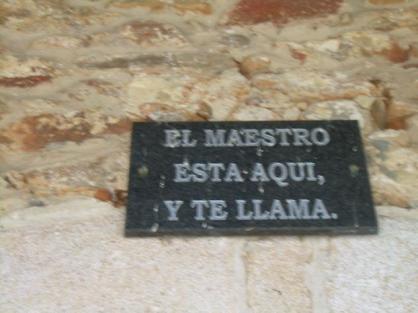 EL MAESTRO
ESTA AQUI,
Y TE LLAMA.